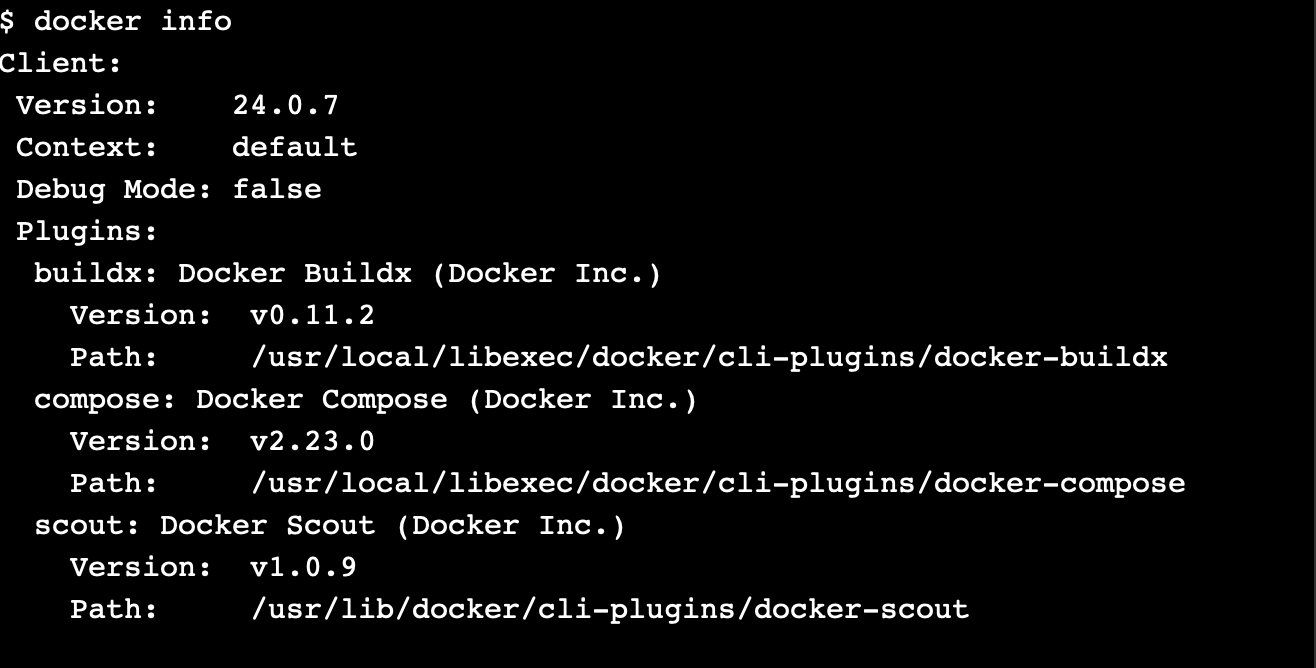 $ docker info
Client:
 Version:    24.0.7
 Context:    default
 Debug Mode: false
 Plugins:
  buildx: Docker Buildx (Docker Inc.)
    Version:  v0.11.2
    Path:     /usr/local/libexec/docker/cli-plugins/docker-buildx
  compose: Docker Compose (Docker Inc.)
    Version:  v2.23.0
    Path:     /usr/local/libexec/docker/cli-plugins/docker-compose
  scout: Docker Scout (Docker Inc.)
    Version:  v1.0.9
    Path:     /usr/lib/docker/cli-plugins/docker-scout